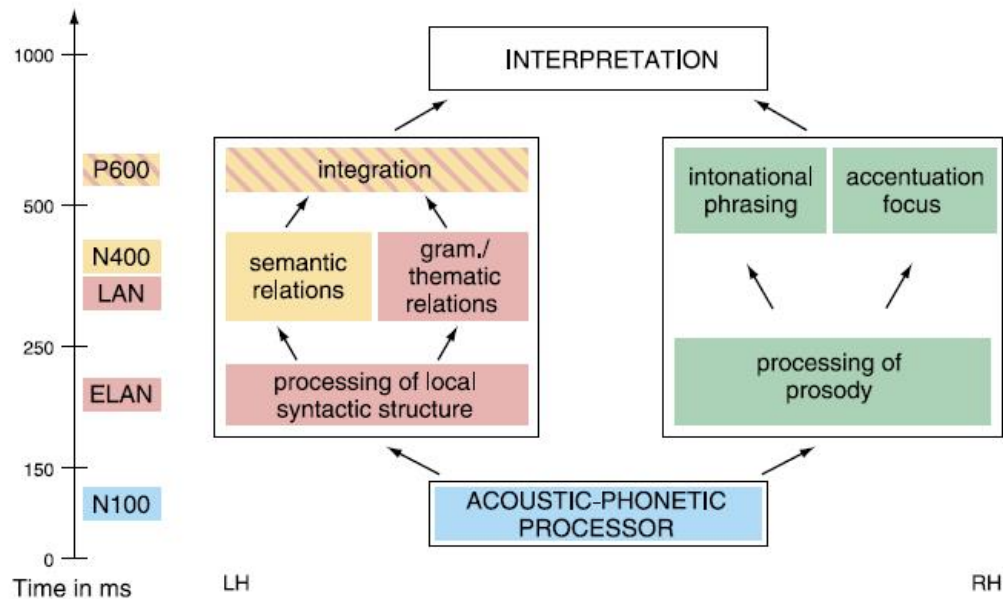 1000
INTERPRETATION
P600
integration
intonational
phrasing
accentuation
focus
500
N400
LAN
semantic
relations
gram./
thematic
relations
250
ELAN
processing of local
syntactic structure
processing of
prosody
150
N100
ACOUSTIC-PHONETIC
PROCESSOR
0
Time in ms
LH
RH